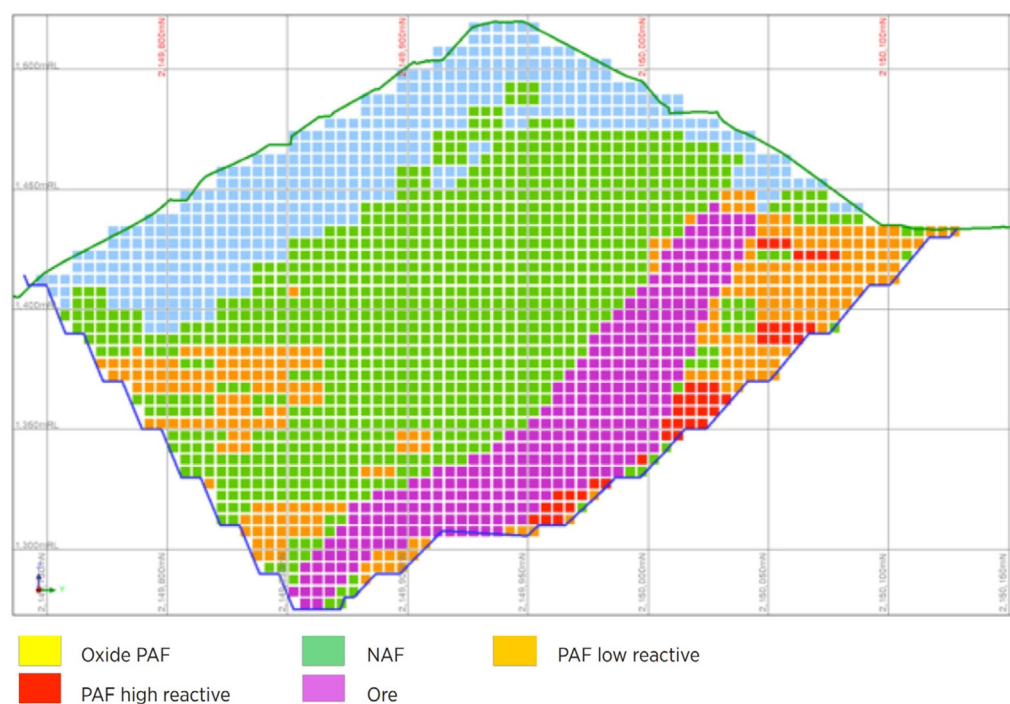 2,149,800mN
2,149,900mN
2,150,000mN
2,150,100mN
1,500mRL
1,450mRL
1,400mRL
1,350mRL
1,300mRL
2,149,800mN
2,149,950mN
2,150,000mN
2,150,050mN
2,150,100mN
2,150,150mN
Y
Oxide PAF
NAF
PAF low reactive
PAF high reactive
Ore